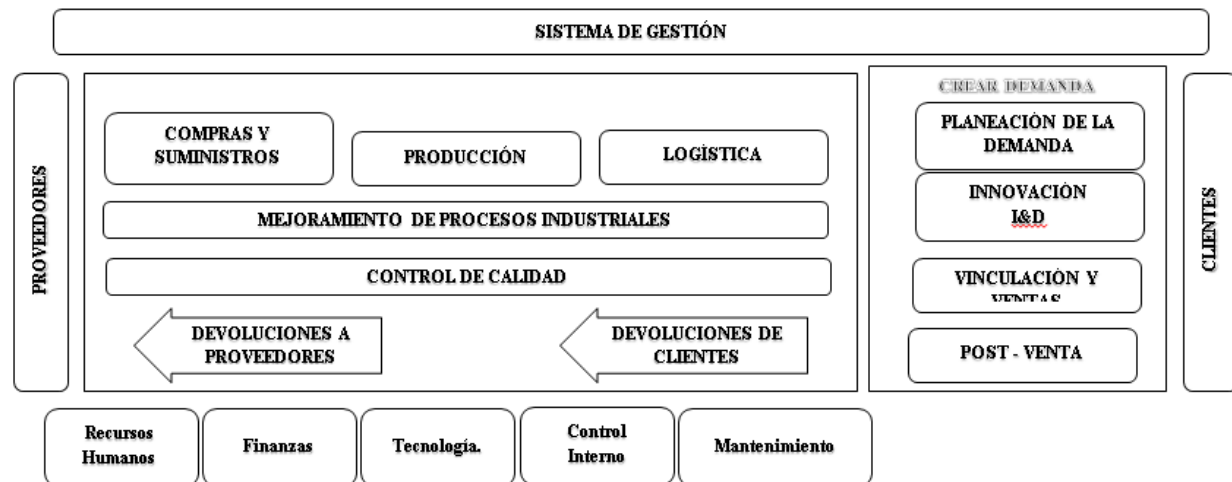 SISTEMA DE GESTIÓN
PROVEEDORES
COMPRAS Y
SUMINISTROS
PRODUCCIÓN
LOGÍSTICA
MEJORAMIENTO DE PROCESOS INDUSTRIALES
CONTROL DE CALIDAD
DEVOLUCIONES A
PROVEEDORES
DEVOLUCIONES DE
CLIENTES
CREAR DEMANDA
PLANEACIÓN DE LA
DEMANDA
INNOVACIÓN
I&D
VINCULACIÓN Y
VENTAS
POST - VENTA
CLIENTES
Recursos
Humanos
Finanzas
Tecnología.
Control
Interno
Mantenimiento